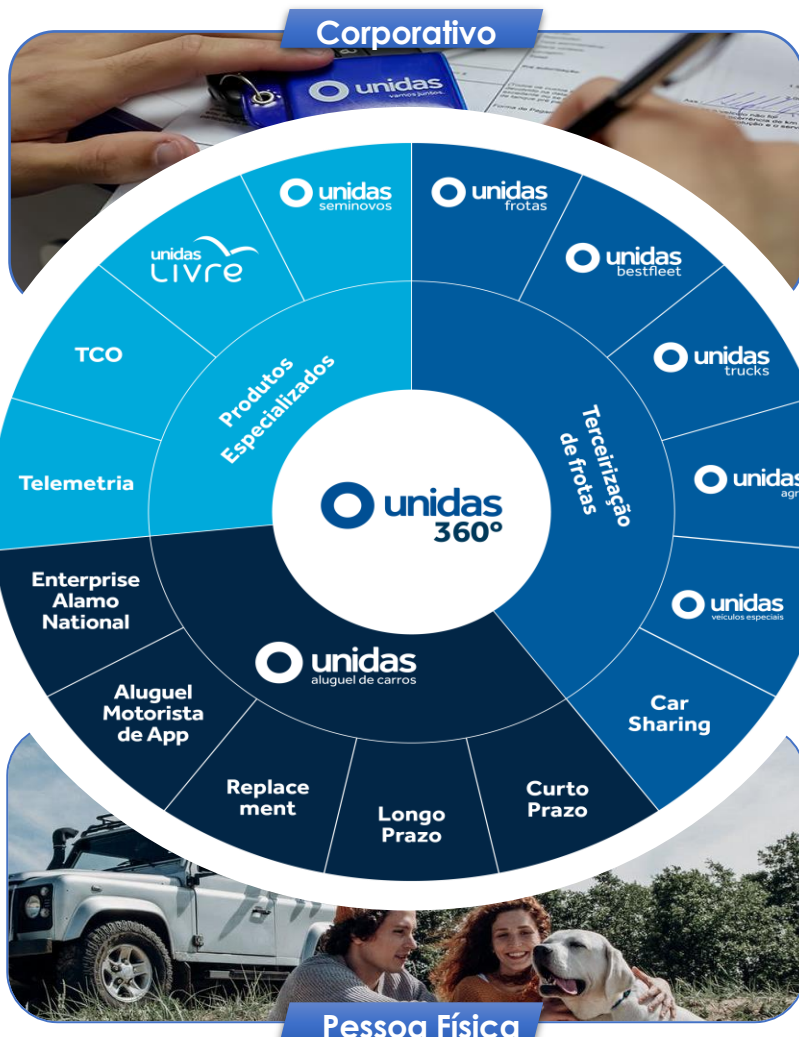 Corporativo
unidas
vamos juntos.
unidas
seminovos
unidas
frotas
unidas
LIVre
unidas
bestfleet
TCO
unidas
trucks
Produtos
Especializados
Terceirização
de frotas
Telemetria
unidas
agr
unidas
360º
Enterprise
Alamo
National
unidas
veículos especiais
unidas
aluguel de carros
Aluguel
Motorista
de App
Car
Sharing
Replace
ment
Longo
Prazo
Curto
Prazo
Pessoa Física